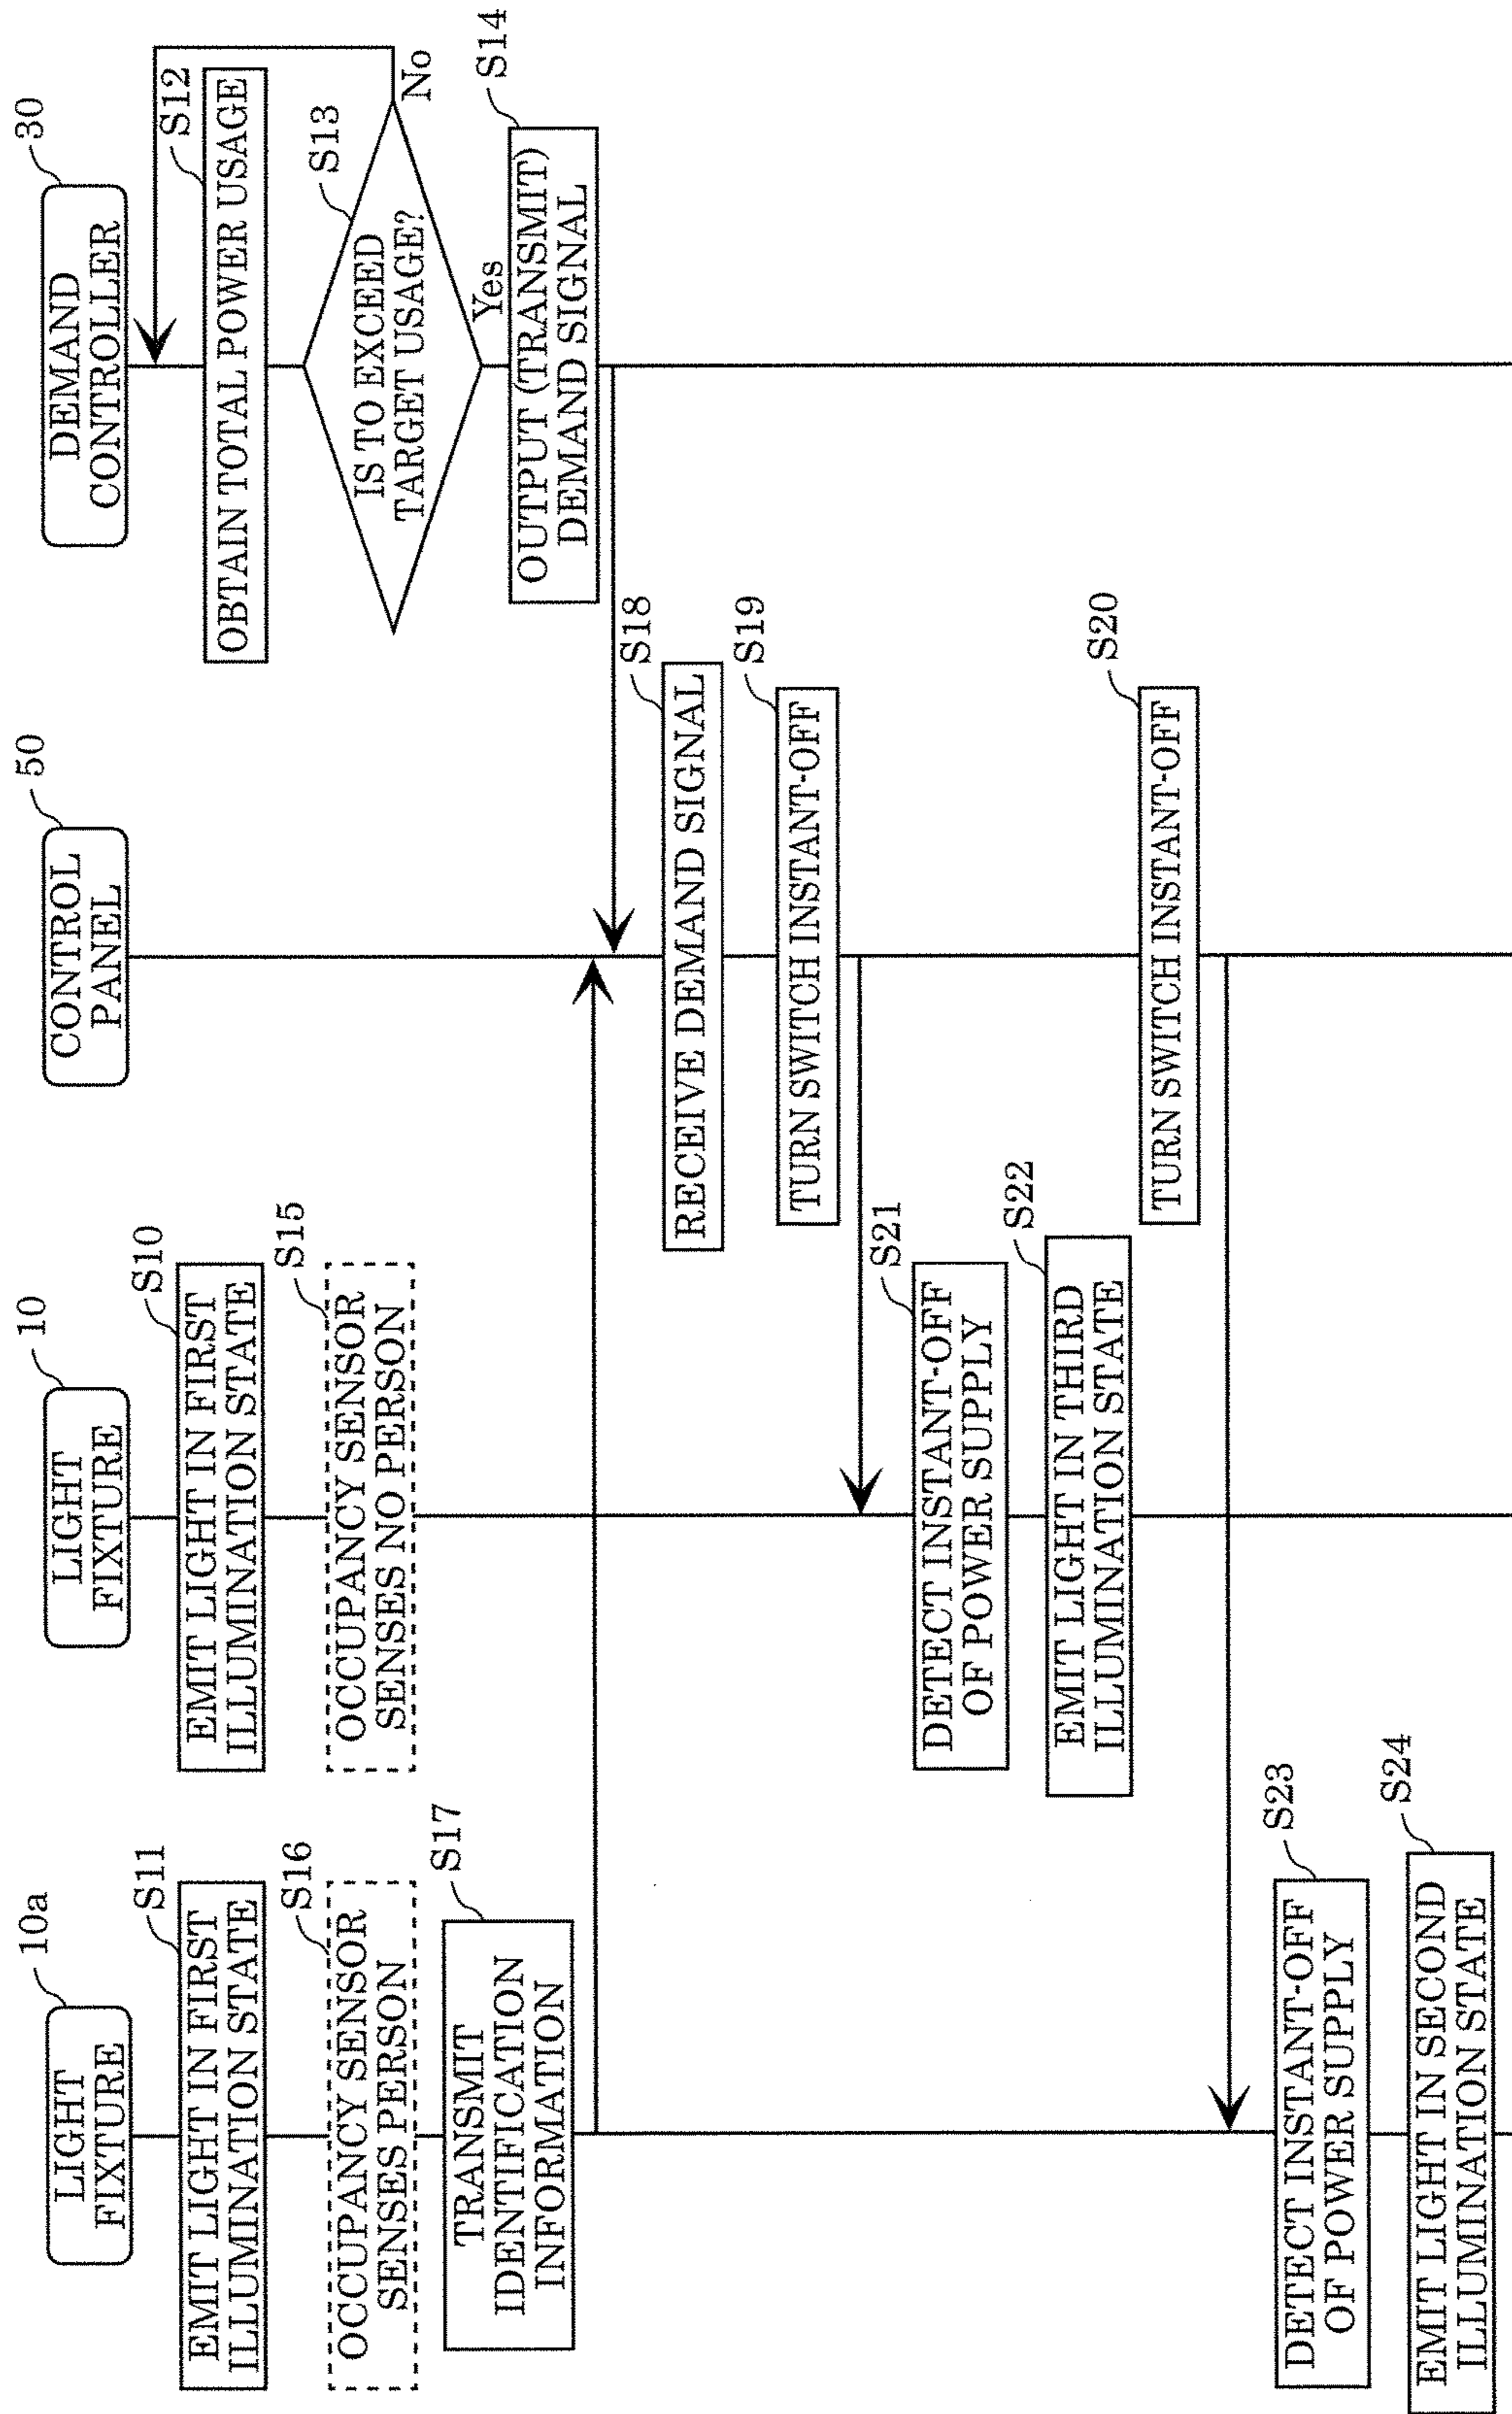 LIGHT
FIXTURE
10a
EMIT LIGHT IN FIRST
ILLUMINATION STATE
S11
OCCUPANCY SENSOR
SENSES PERSON
S16
TRANSMIT
IDENTIFICATION
INFORMATION
S17
DETECT INSTANT-OFF
OF POWER SUPPLY
S23
EMIT LIGHT IN SECOND
ILLUMINATION STATE
S24
LIGHT
FIXTURE
10
EMIT LIGHT IN FIRST
ILLUMINATION STATE
S10
OCCUPANCY SENSOR
SENSES NO PERSON
S15
DETECT INSTANT-OFF
OF POWER SUPPLY
S21
EMIT LIGHT IN THIRD
ILLUMINATION STATE
S22
CONTROL
PANEL
50
RECEIVE DEMAND SIGNAL
S18
TURN SWITCH INSTANT-OFF
S19
TURN SWITCH INSTANT-OFF
S20
DEMAND
CONTROLLER
30
OBTAIN TOTAL POWER USAGE
S12
IS TO EXCEED
TARGET USAGE?
S13
No
Yes
OUTPUT (TRANSMIT)
DEMAND SIGNAL
S14